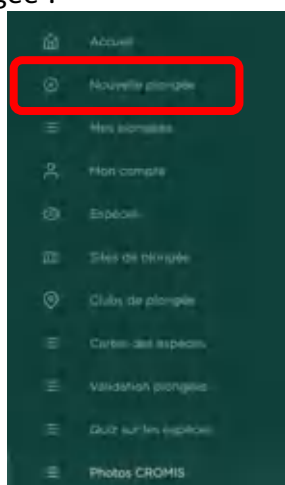 Accueil
Nouvelle plongée
Mes plongées
Mon compte
Espèces
Sites de plongée
Clubs de plongée
Cartes des espèces
Validation plongées
Quiz sur les espèces
Photos CROMIS